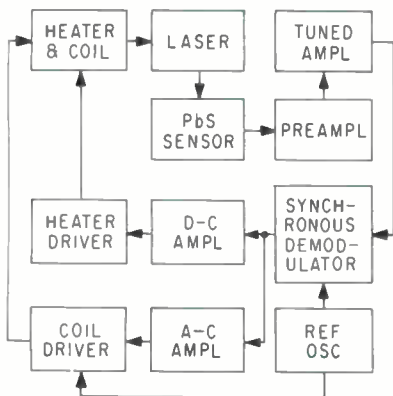 HEATER
& COIL
LASER
TUNED
AMPL
PbS
SENSOR
PREAMPL
HEATER
DRIVER
D-C
AMPL
SYNCH-
RONOUS
DEMOD-
ULATOR
COIL
DRIVER
A-C
AMPL
REF
OSC